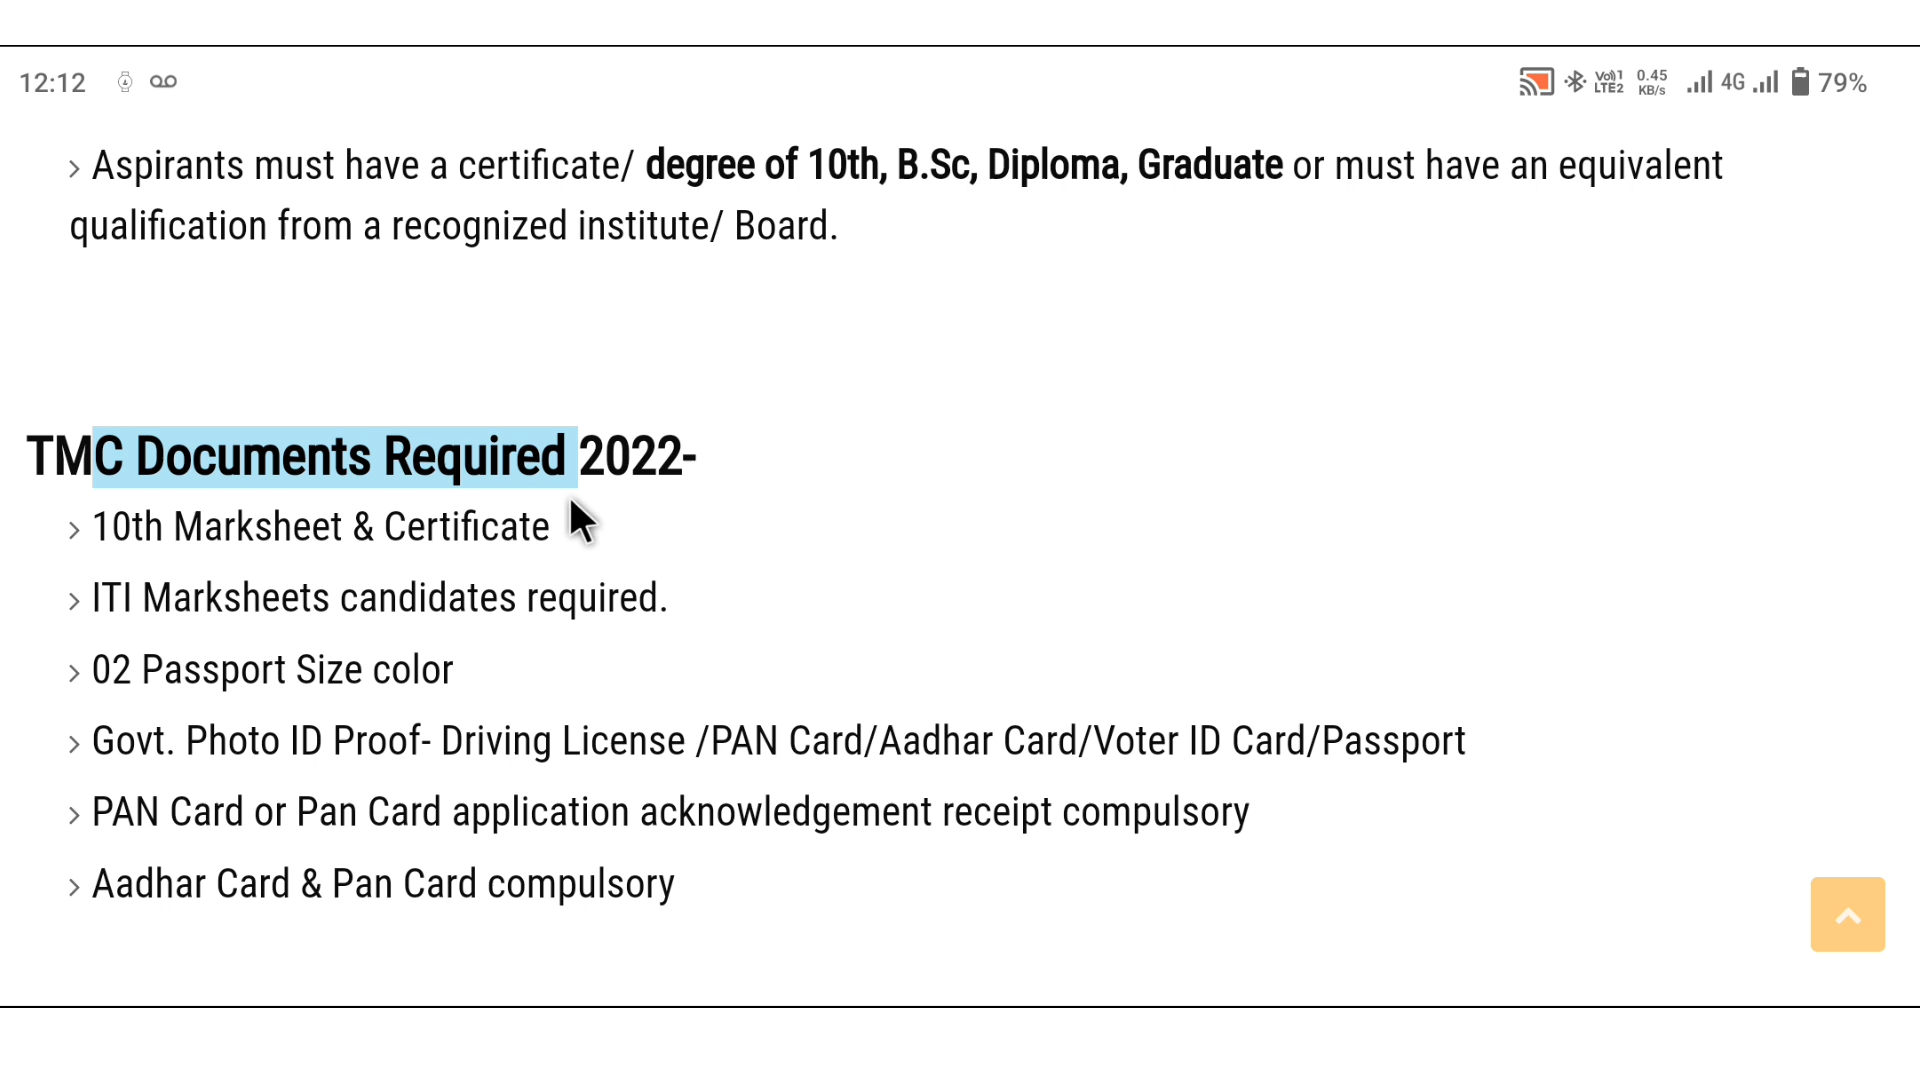 12:12 Vo)) 1 LTE2 0.45 KB/s 4G 79%
› Aspirants must have a certificate/ degree of 10th, B.Sc, Diploma, Graduate or must have an equivalent
qualification from a recognized institute/ Board.
TMC Documents Required 2022-
› 10th Marksheet & Certificate
› ITI Marksheets candidates required.
› 02 Passport Size color
› Govt. Photo ID Proof- Driving License /PAN Card/Aadhar Card/Voter ID Card/Passport
› PAN Card or Pan Card application acknowledgement receipt compulsory
› Aadhar Card & Pan Card compulsory